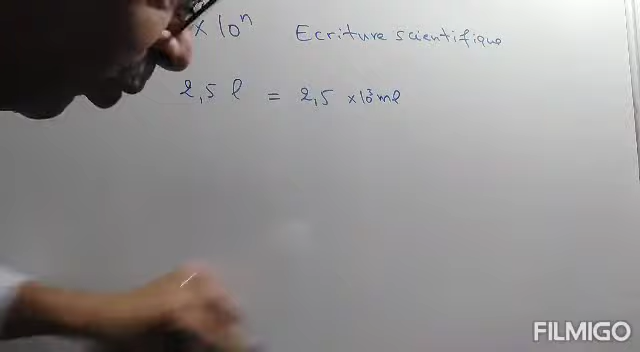 × 10ⁿ Ecriture scientifique
2,5 l = 2,5 ×10³ ml
FILMIGO